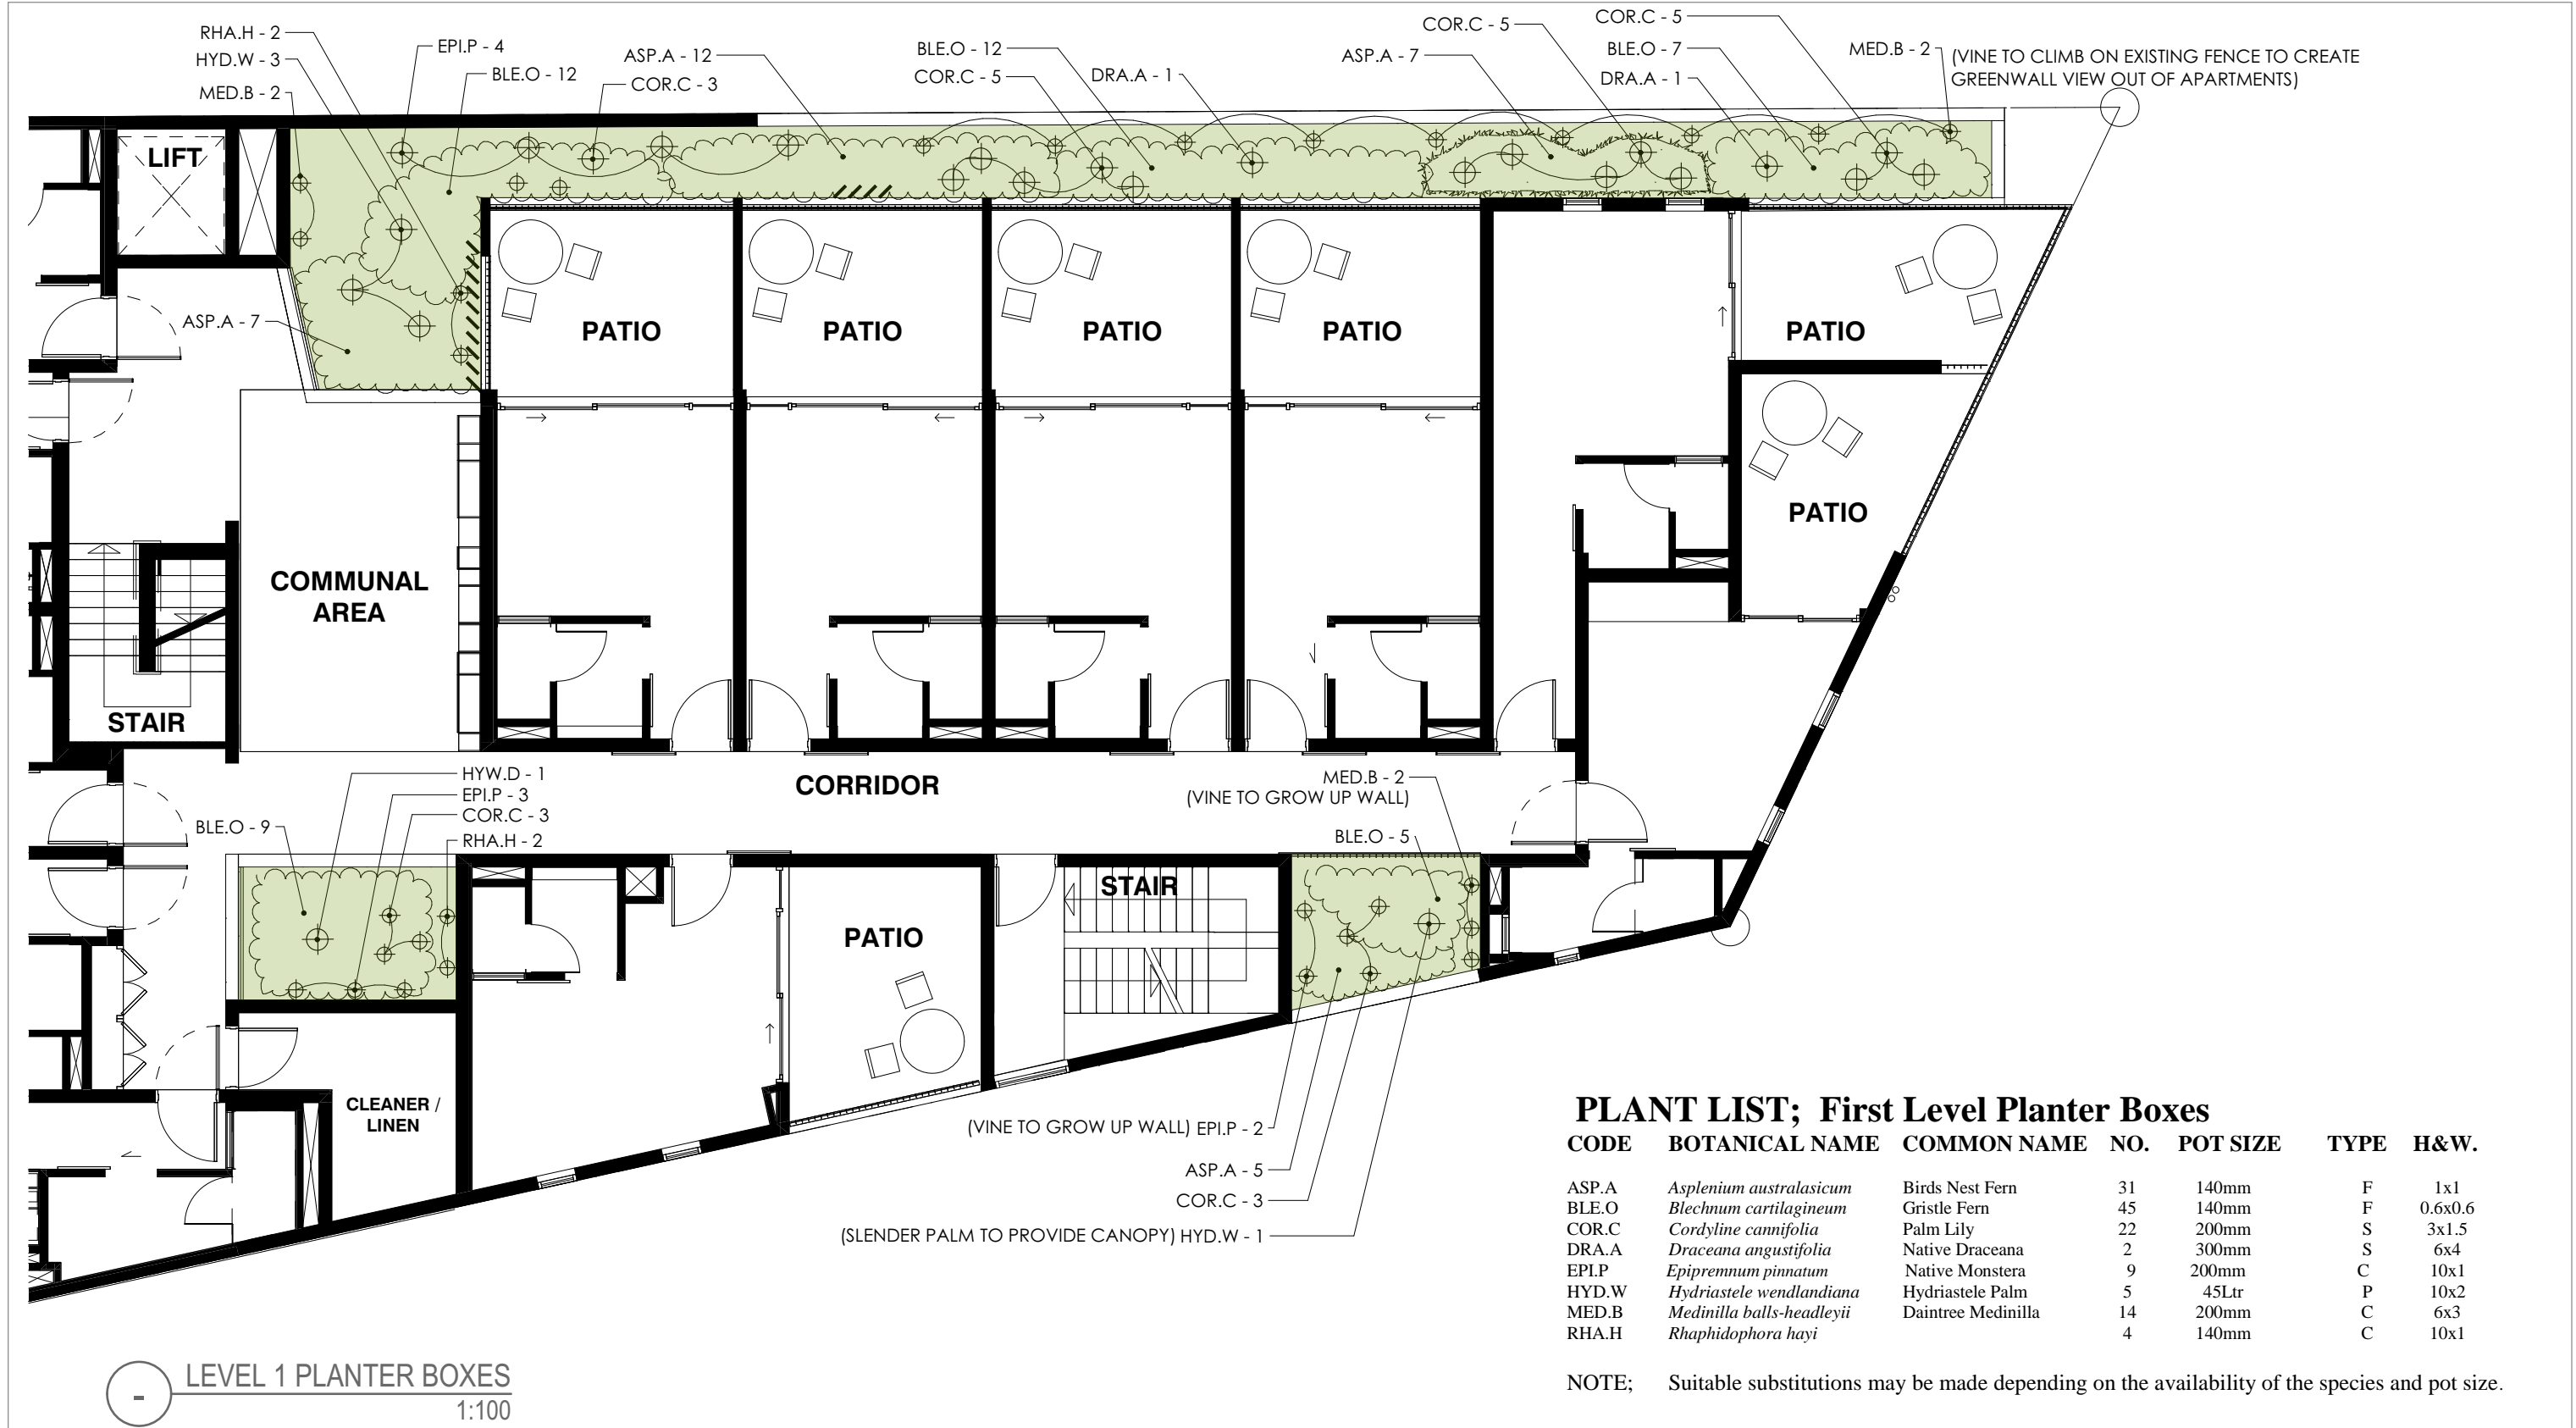 RHA.H - 2
HYD.W - 3
MED.B - 2
EPI.P - 4
BLE.O - 12
ASP.A - 12
COR.C - 3
BLE.O - 12
COR.C - 5
DRA.A - 1
COR.C - 5
ASP.A - 7
COR.C - 5
BLE.O - 7
DRA.A - 1
MED.B - 2
(VINE TO CLIMB ON EXISTING FENCE TO CREATE
GREENWALL VIEW OUT OF APARTMENTS)
LIFT
ASP.A - 7
PATIO
PATIO
PATIO
PATIO
PATIO
PATIO
COMMUNAL
AREA
STAIR
CORRIDOR
HYW.D - 1
EPI.P - 3
COR.C - 3
RHA.H - 2
BLE.O - 9
MED.B - 2
(VINE TO GROW UP WALL)
BLE.O - 5
STAIR
PATIO
CLEANER /
LINEN
(VINE TO GROW UP WALL) EPI.P - 2
ASP.A - 5
COR.C - 3
(SLENDER PALM TO PROVIDE CANOPY) HYD.W - 1
PLANT LIST; First Level Planter Boxes
CODE BOTANICAL NAME COMMON NAME NO. POT SIZE TYPE H&W.
ASP.A Asplenium australasicum Birds Nest Fern 31 140mm F 1x1
BLE.O Blechnum cartilagineum Gristle Fern 45 140mm F 0.6x0.6
COR.C Cordyline cannifolia Palm Lily 22 200mm S 3x1.5
DRA.A Draceana angustifolia Native Draceana 2 300mm S 6x4
EPI.P Epipremnum pinnatum Native Monstera 9 200mm C 10x1
HYD.W Hydriastele wendlandiana Hydriastele Palm 5 45Ltr P 10x2
MED.B Medinilla balls-headleyii Daintree Medinilla 14 200mm C 6x3
RHA.H Rhaphidophora hayi 4 140mm C 10x1
NOTE; Suitable substitutions may be made depending on the availability of the species and pot size.
- LEVEL 1 PLANTER BOXES
1:100